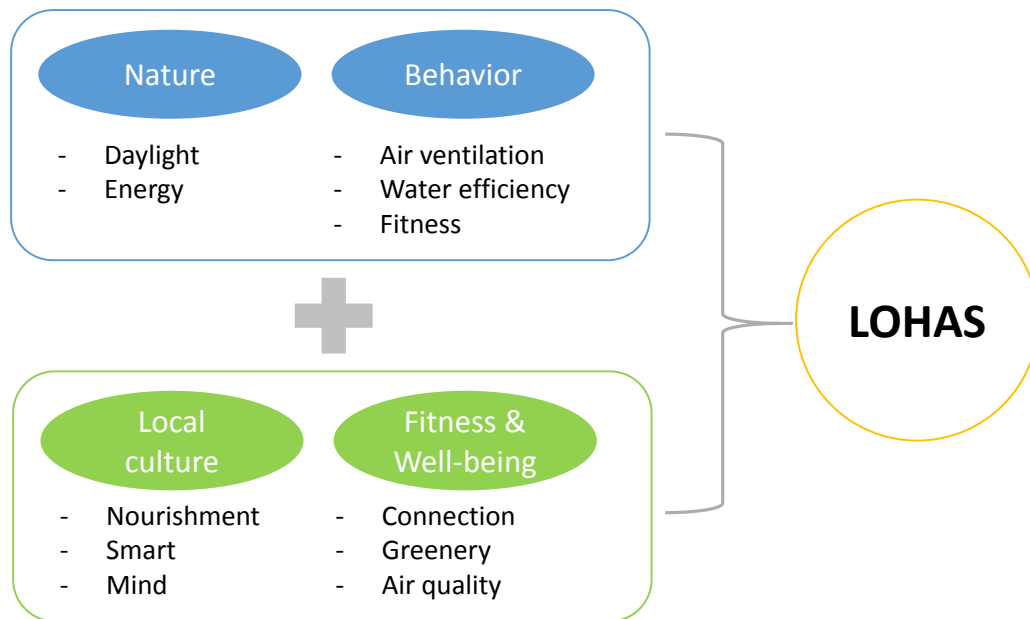 Nature
- Daylight
- Energy
Behavior
- Air ventilation
- Water efficiency
- Fitness
Local
culture
- Nourishment
- Smart
- Mind
Fitness &
Well-being
- Connection
- Greenery
- Air quality
LOHAS